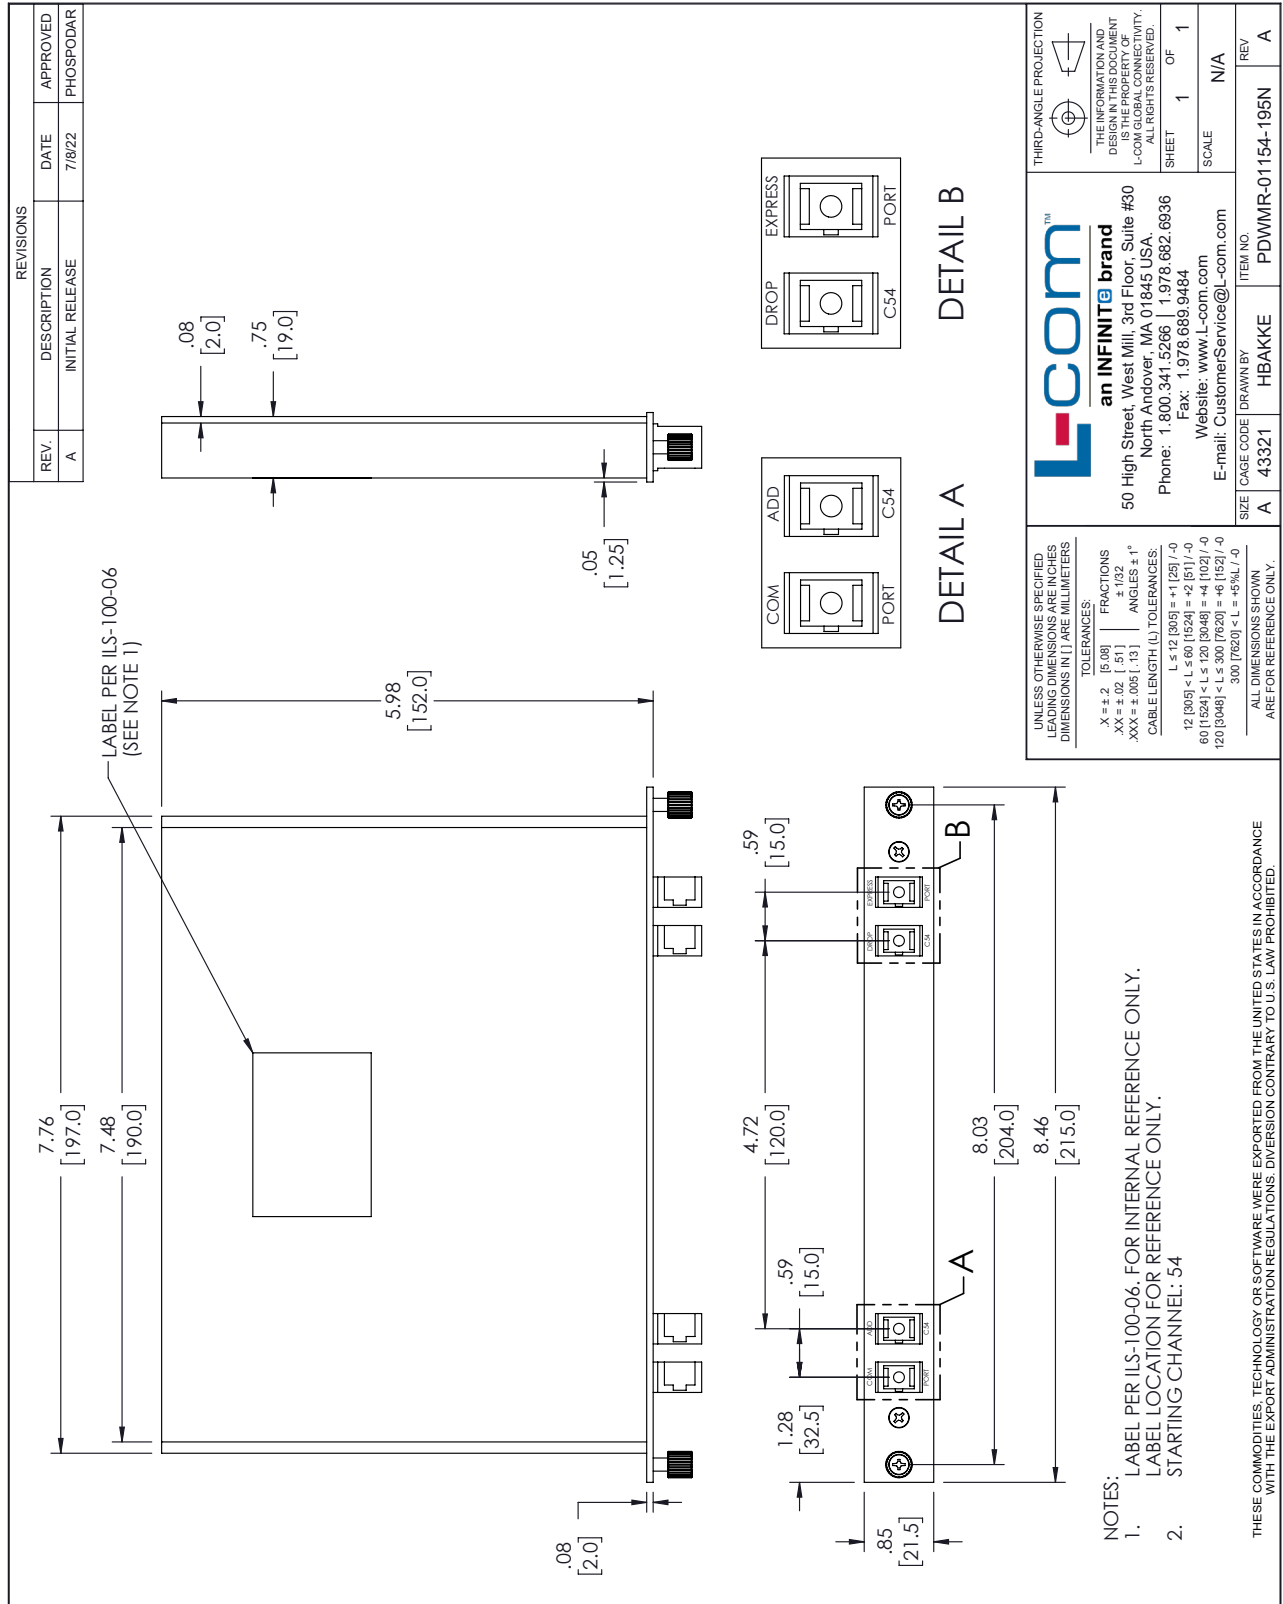 REVISIONS
REV. DESCRIPTION DATE APPROVED
A INITIAL RELEASE 7/8/22 PHOSPODAR
7.76
[197.0]
7.48
[190.0]
LABEL PER ILS-100-06
(SEE NOTE 1)
5.98
[152.0]
.08
[2.0]
.08
[2.0]
.75
[19.0]
.05
[1.25]
1.28
[32.5]
.59
[15.0]
4.72
[120.0]
.59
[15.0]
.85
[21.5]
COM ADD
PORT C54
DROP EXPRESS
C54 PORT
A
B
8.03
[204.0]
8.46
[215.0]
COM ADD
PORT C54
DETAIL A
DROP EXPRESS
C54 PORT
DETAIL B
NOTES:
1. LABEL PER ILS-100-06. FOR INTERNAL REFERENCE ONLY.
LABEL LOCATION FOR REFERENCE ONLY.
2. STARTING CHANNEL: 54
THESE COMMODITIES, TECHNOLOGY OR SOFTWARE WERE EXPORTED FROM THE UNITED STATES IN ACCORDANCE
WITH THE EXPORT ADMINISTRATION REGULATIONS. DIVERSION CONTRARY TO U.S. LAW PROHIBITED.
UNLESS OTHERWISE SPECIFIED
LEADING DIMENSIONS ARE INCHES
DIMENSIONS IN [ ] ARE MILLIMETERS
TOLERANCES:
.X = ± .2 [5.08] FRACTIONS
.XX = ± .02 [.51] ± 1/32
.XXX = ± .005 [.13] ANGLES ± 1°
CABLE LENGTH (L) TOLERANCES:
L ≤ 12 [305] = +1 [25] / -0
12 [305] < L ≤ 60 [1524] = +2 [51] / -0
60 [1524] < L ≤ 120 [3048] = +4 [102] / -0
120 [3048] < L ≤ 300 [7620] = +6 [152] / -0
300 [7620] < L = +5%L / -0
ALL DIMENSIONS SHOWN
ARE FOR REFERENCE ONLY.
L-com™
an INFINITe brand
50 High Street, West Mill, 3rd Floor, Suite #30
North Andover, MA 01845 USA.
Phone: 1.800.341.5266 | 1.978.682.6936
Fax: 1.978.689.9484
Website: www.L-com.com
E-mail: CustomerService@L-com.com
THIRD-ANGLE PROJECTION
THE INFORMATION AND
DESIGN IN THIS DOCUMENT
IS THE PROPERTY OF
L-COM GLOBAL CONNECTIVITY.
ALL RIGHTS RESERVED.
SHEET 1 OF 1
SCALE N/A
SIZE A
CAGE CODE 43321
DRAWN BY HBAKKE
ITEM NO. PDWMR-01154-195N
REV A